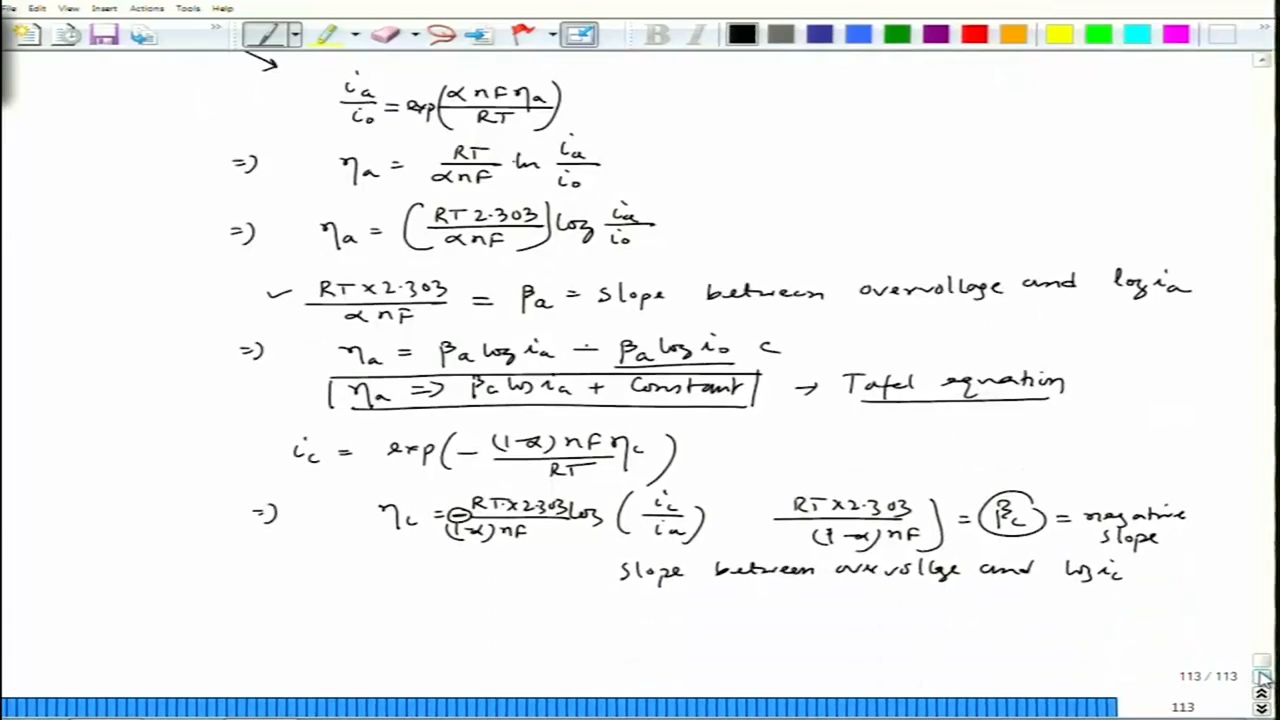 File Edit View Insert Actions Tools Help
B I
ia/i₀ = exp(αnFηa/RT)
=> ηa = RT/αnF ln ia/i₀
=> ηa = (RT 2.303/αnF) log ia/i₀
✓ RT×2.303/αnF = βa = slope between overvoltage and log ia
=> ηa = βa log ia - βa log i₀ c
ηa => βa log ia + constant → Tafel equation
ic = exp(-(1-α)nFηc/RT)
=> ηc = -RT×2.303/(1-α)nF log(ic/ia) RT×2.303/(1-α)nF) = βc = negative slope
slope between overvoltage and log ic
113 / 113
113